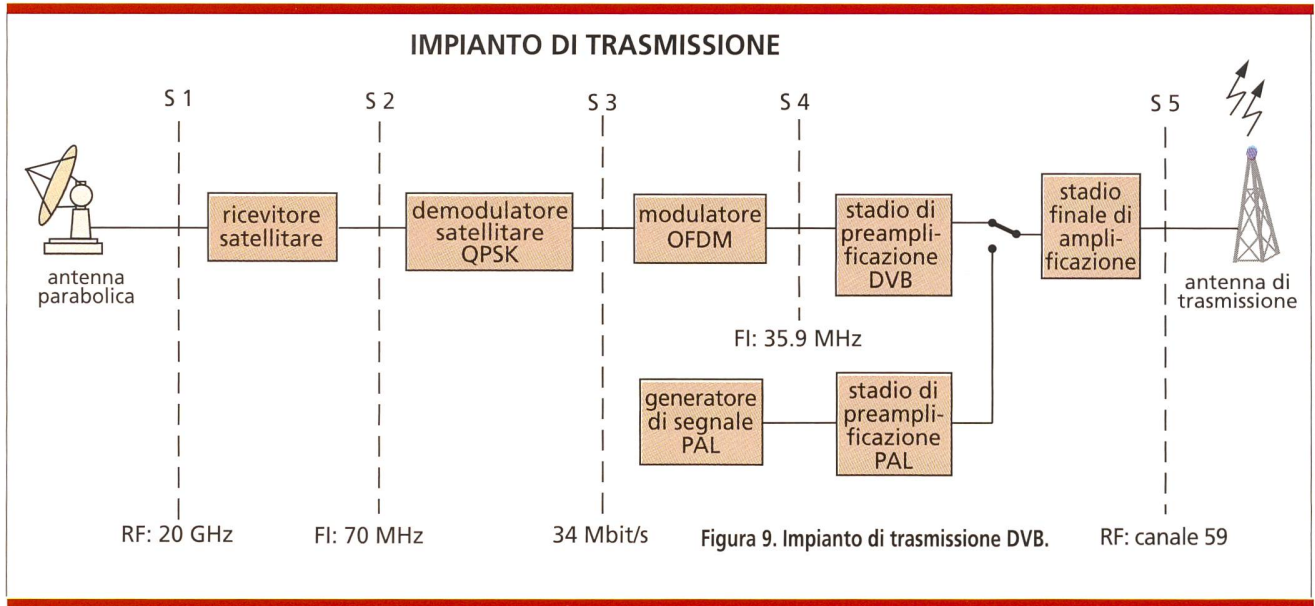 IMPIANTO DI TRASMISSIONE
S 1
S 2
S 3
S 4
S 5
antenna
parabolica
ricevitore
satellitare
demodulatore
satellitare
QPSK
modulatore
OFDM
stadio di
preampli-
ficazione
DVB
stadio
finale di
ampli-
ficazione
antenna di
trasmissione
FI: 35.9 MHz
generatore
di segnale
PAL
stadio di
preampli-
ficazione
PAL
RF: 20 GHz
FI: 70 MHz
34 Mbit/s
Figura 9. Impianto di trasmissione DVB.
RF: canale 59